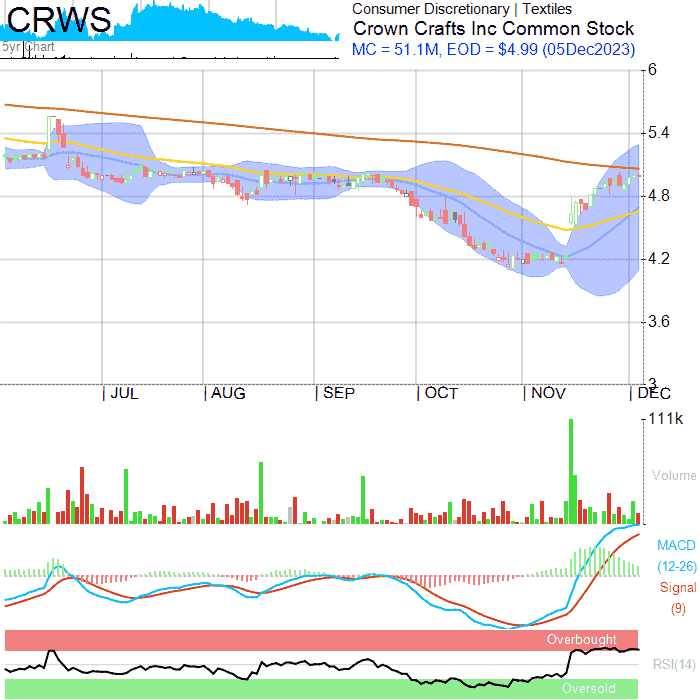 CRWS
5yr Chart
Consumer Discretionary | Textiles
Crown Crafts Inc Common Stock
MC = 51.1M, EOD = $4.99 (05Dec2023)
6
5.4
4.8
4.2
3.6
3
JUL AUG SEP OCT NOV DEC
111k
Volume
MACD
(12-26)
Signal
(9)
Overbought
RSI(14)
Oversold